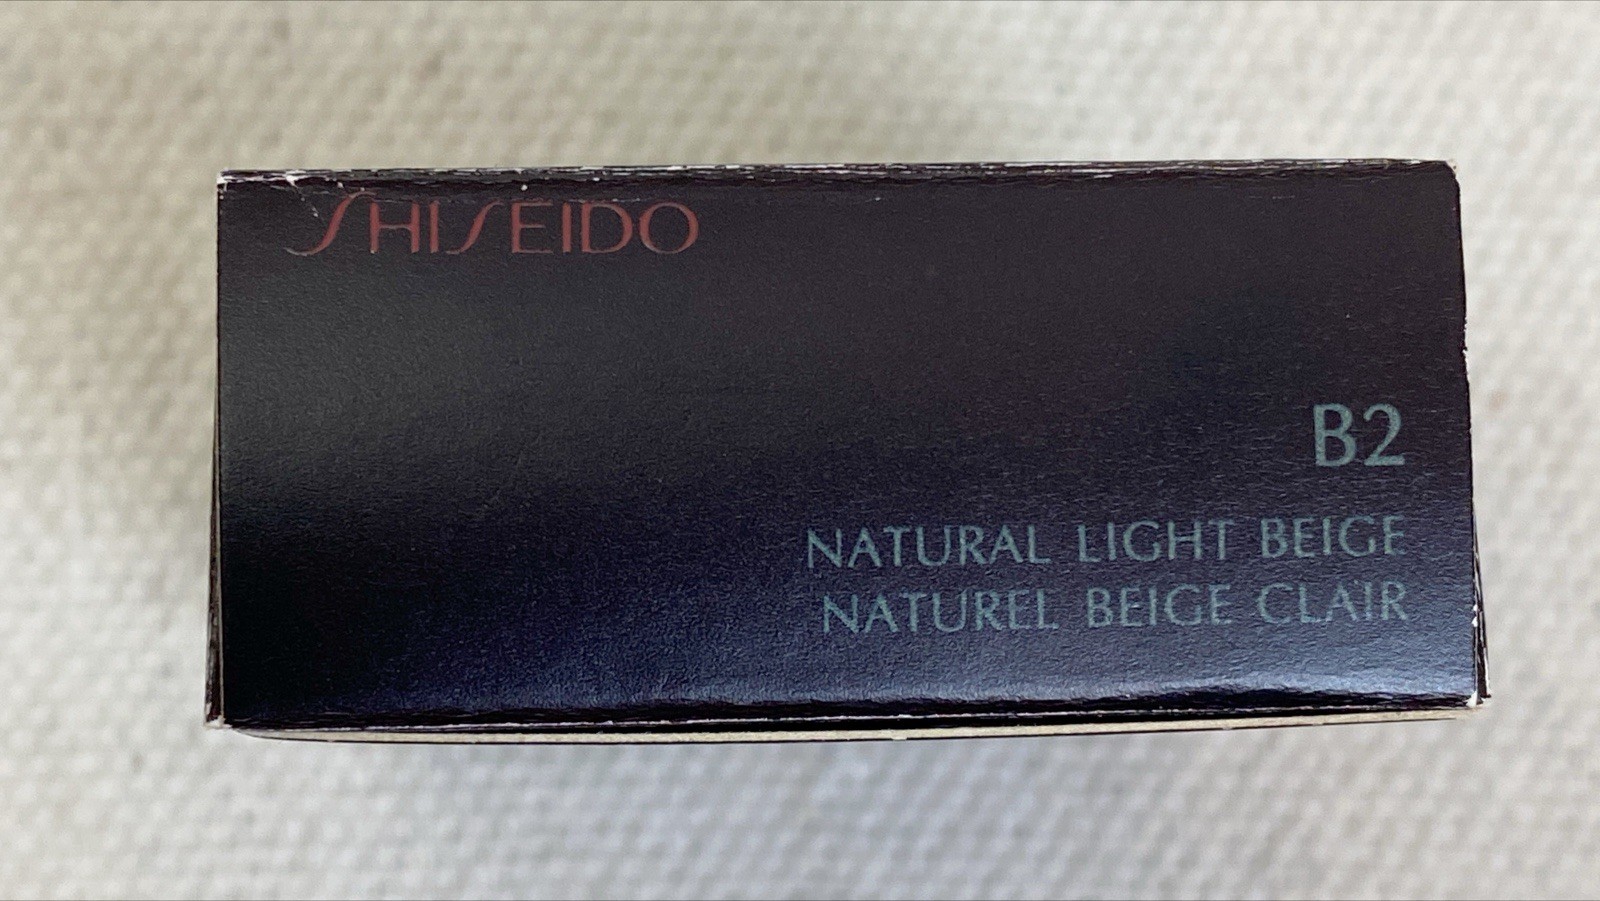 SHISEIDO
B2
NATURAL LIGHT BEIGE
NATUREL BEIGE CLAIR